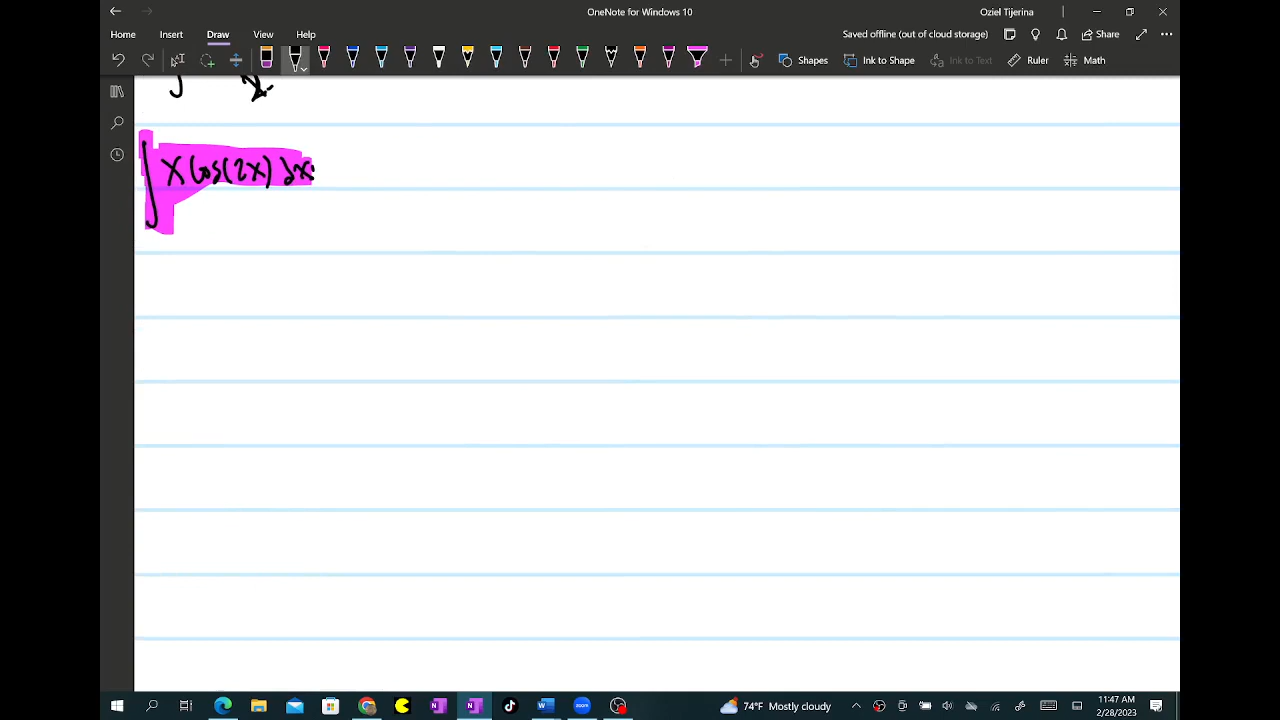 OneNote for Windows 10
Oziel Tijerina
Home Insert Draw View Help
Saved offline (out of cloud storage)
Share
Shapes
Ink to Shape
Ink to Text
Ruler
Math
∫ x cos(2x) dx
zoom
74°F Mostly cloudy
11:47 AM
2/28/2023